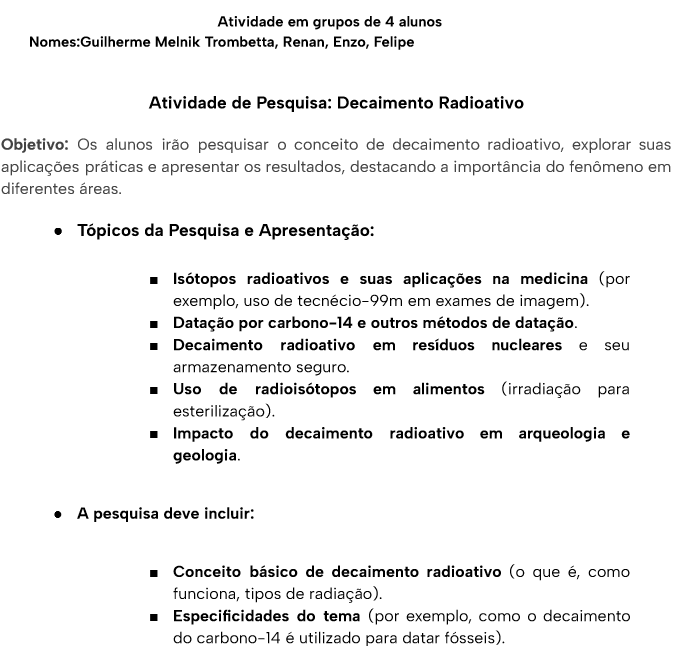 Atividade em grupos de 4 alunos
Nomes:Guilherme Melnik Trombetta, Renan, Enzo, Felipe
Atividade de Pesquisa: Decaimento Radioativo
Objetivo: Os alunos irão pesquisar o conceito de decaimento radioativo, explorar suas
aplicações práticas e apresentar os resultados, destacando a importância do fenômeno em
diferentes áreas.
● Tópicos da Pesquisa e Apresentação:
■ Isótopos radioativos e suas aplicações na medicina (por
exemplo, uso de tecnécio-99m em exames de imagem).
■ Datação por carbono-14 e outros métodos de datação.
■ Decaimento radioativo em resíduos nucleares e seu
armazenamento seguro.
■ Uso de radioisótopos em alimentos (irradiação para
esterilização).
■ Impacto do decaimento radioativo em arqueologia e
geologia.
● A pesquisa deve incluir:
■ Conceito básico de decaimento radioativo (o que é, como
funciona, tipos de radiação).
■ Especificidades do tema (por exemplo, como o decaimento
do carbono-14 é utilizado para datar fósseis).